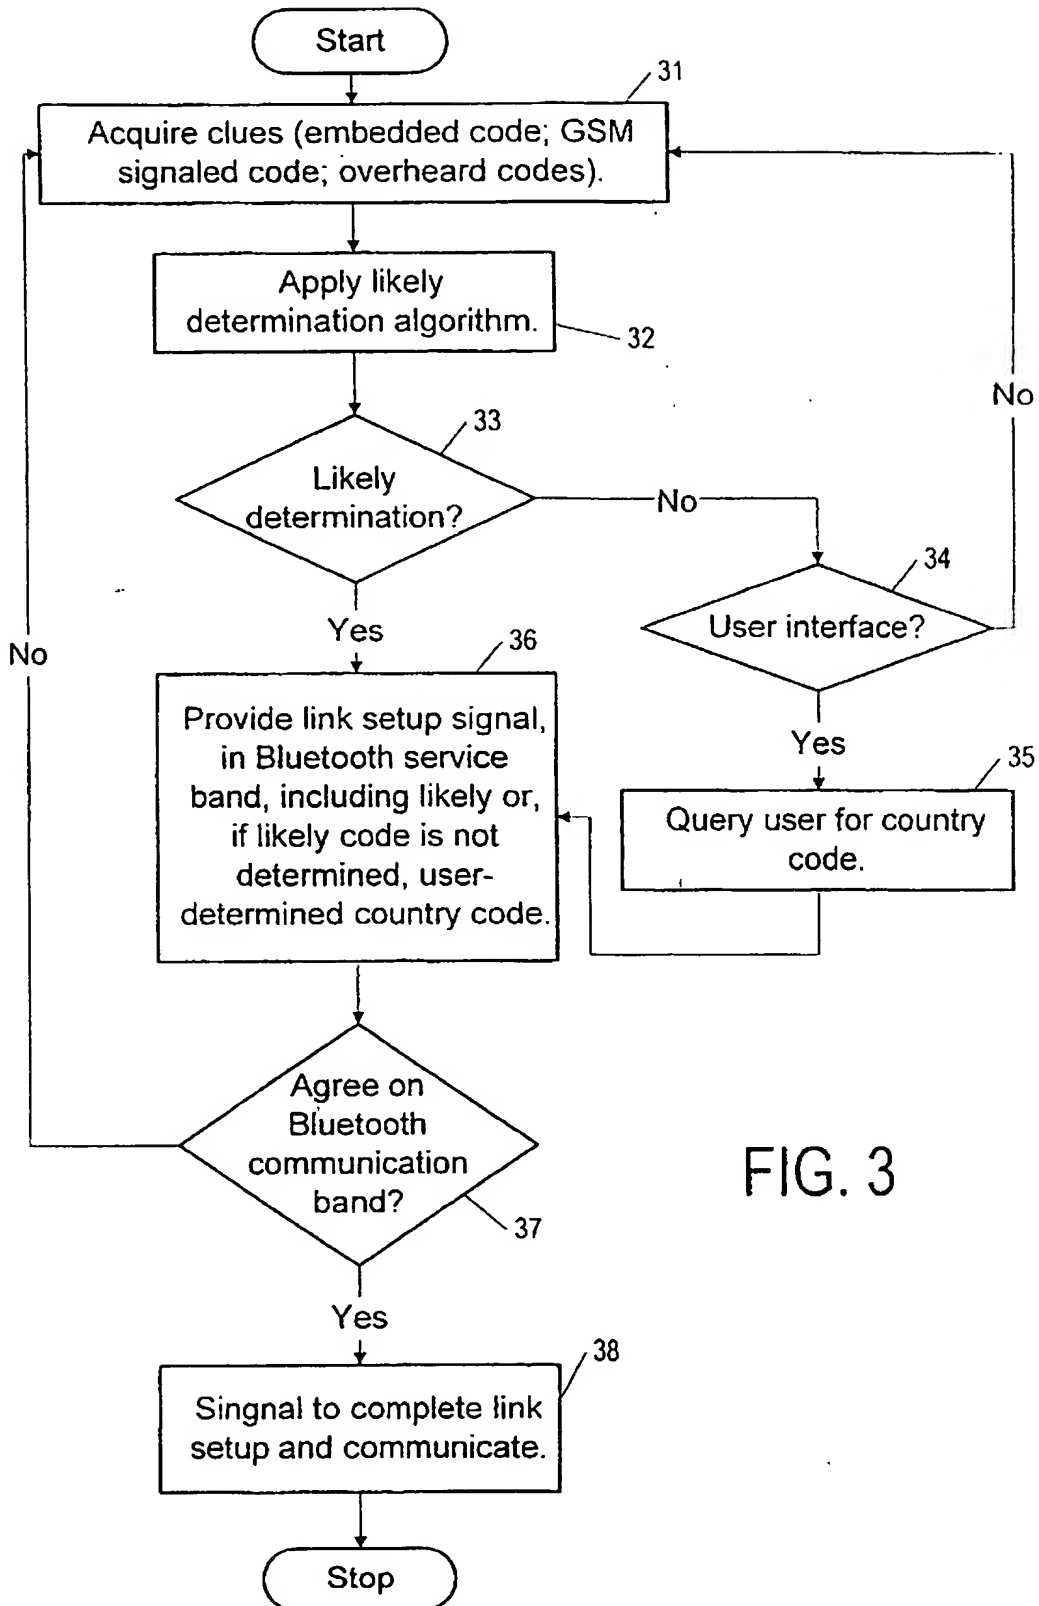 Start
31
Acquire clues (embedded code; GSM
signaled code; overheard codes).
Apply likely
determination algorithm.
32
No
33
Likely
determination?
No
34
User interface?
Yes
No
36
Yes
35
Provide link setup signal,
in Bluetooth service
band, including likely or,
if likely code is not
determined, user-
determined country code.
Query user for country
code.
Agree on
Bluetooth
communication
band?
37
FIG. 3
Yes
38
Singnal to complete link
setup and communicate.
Stop